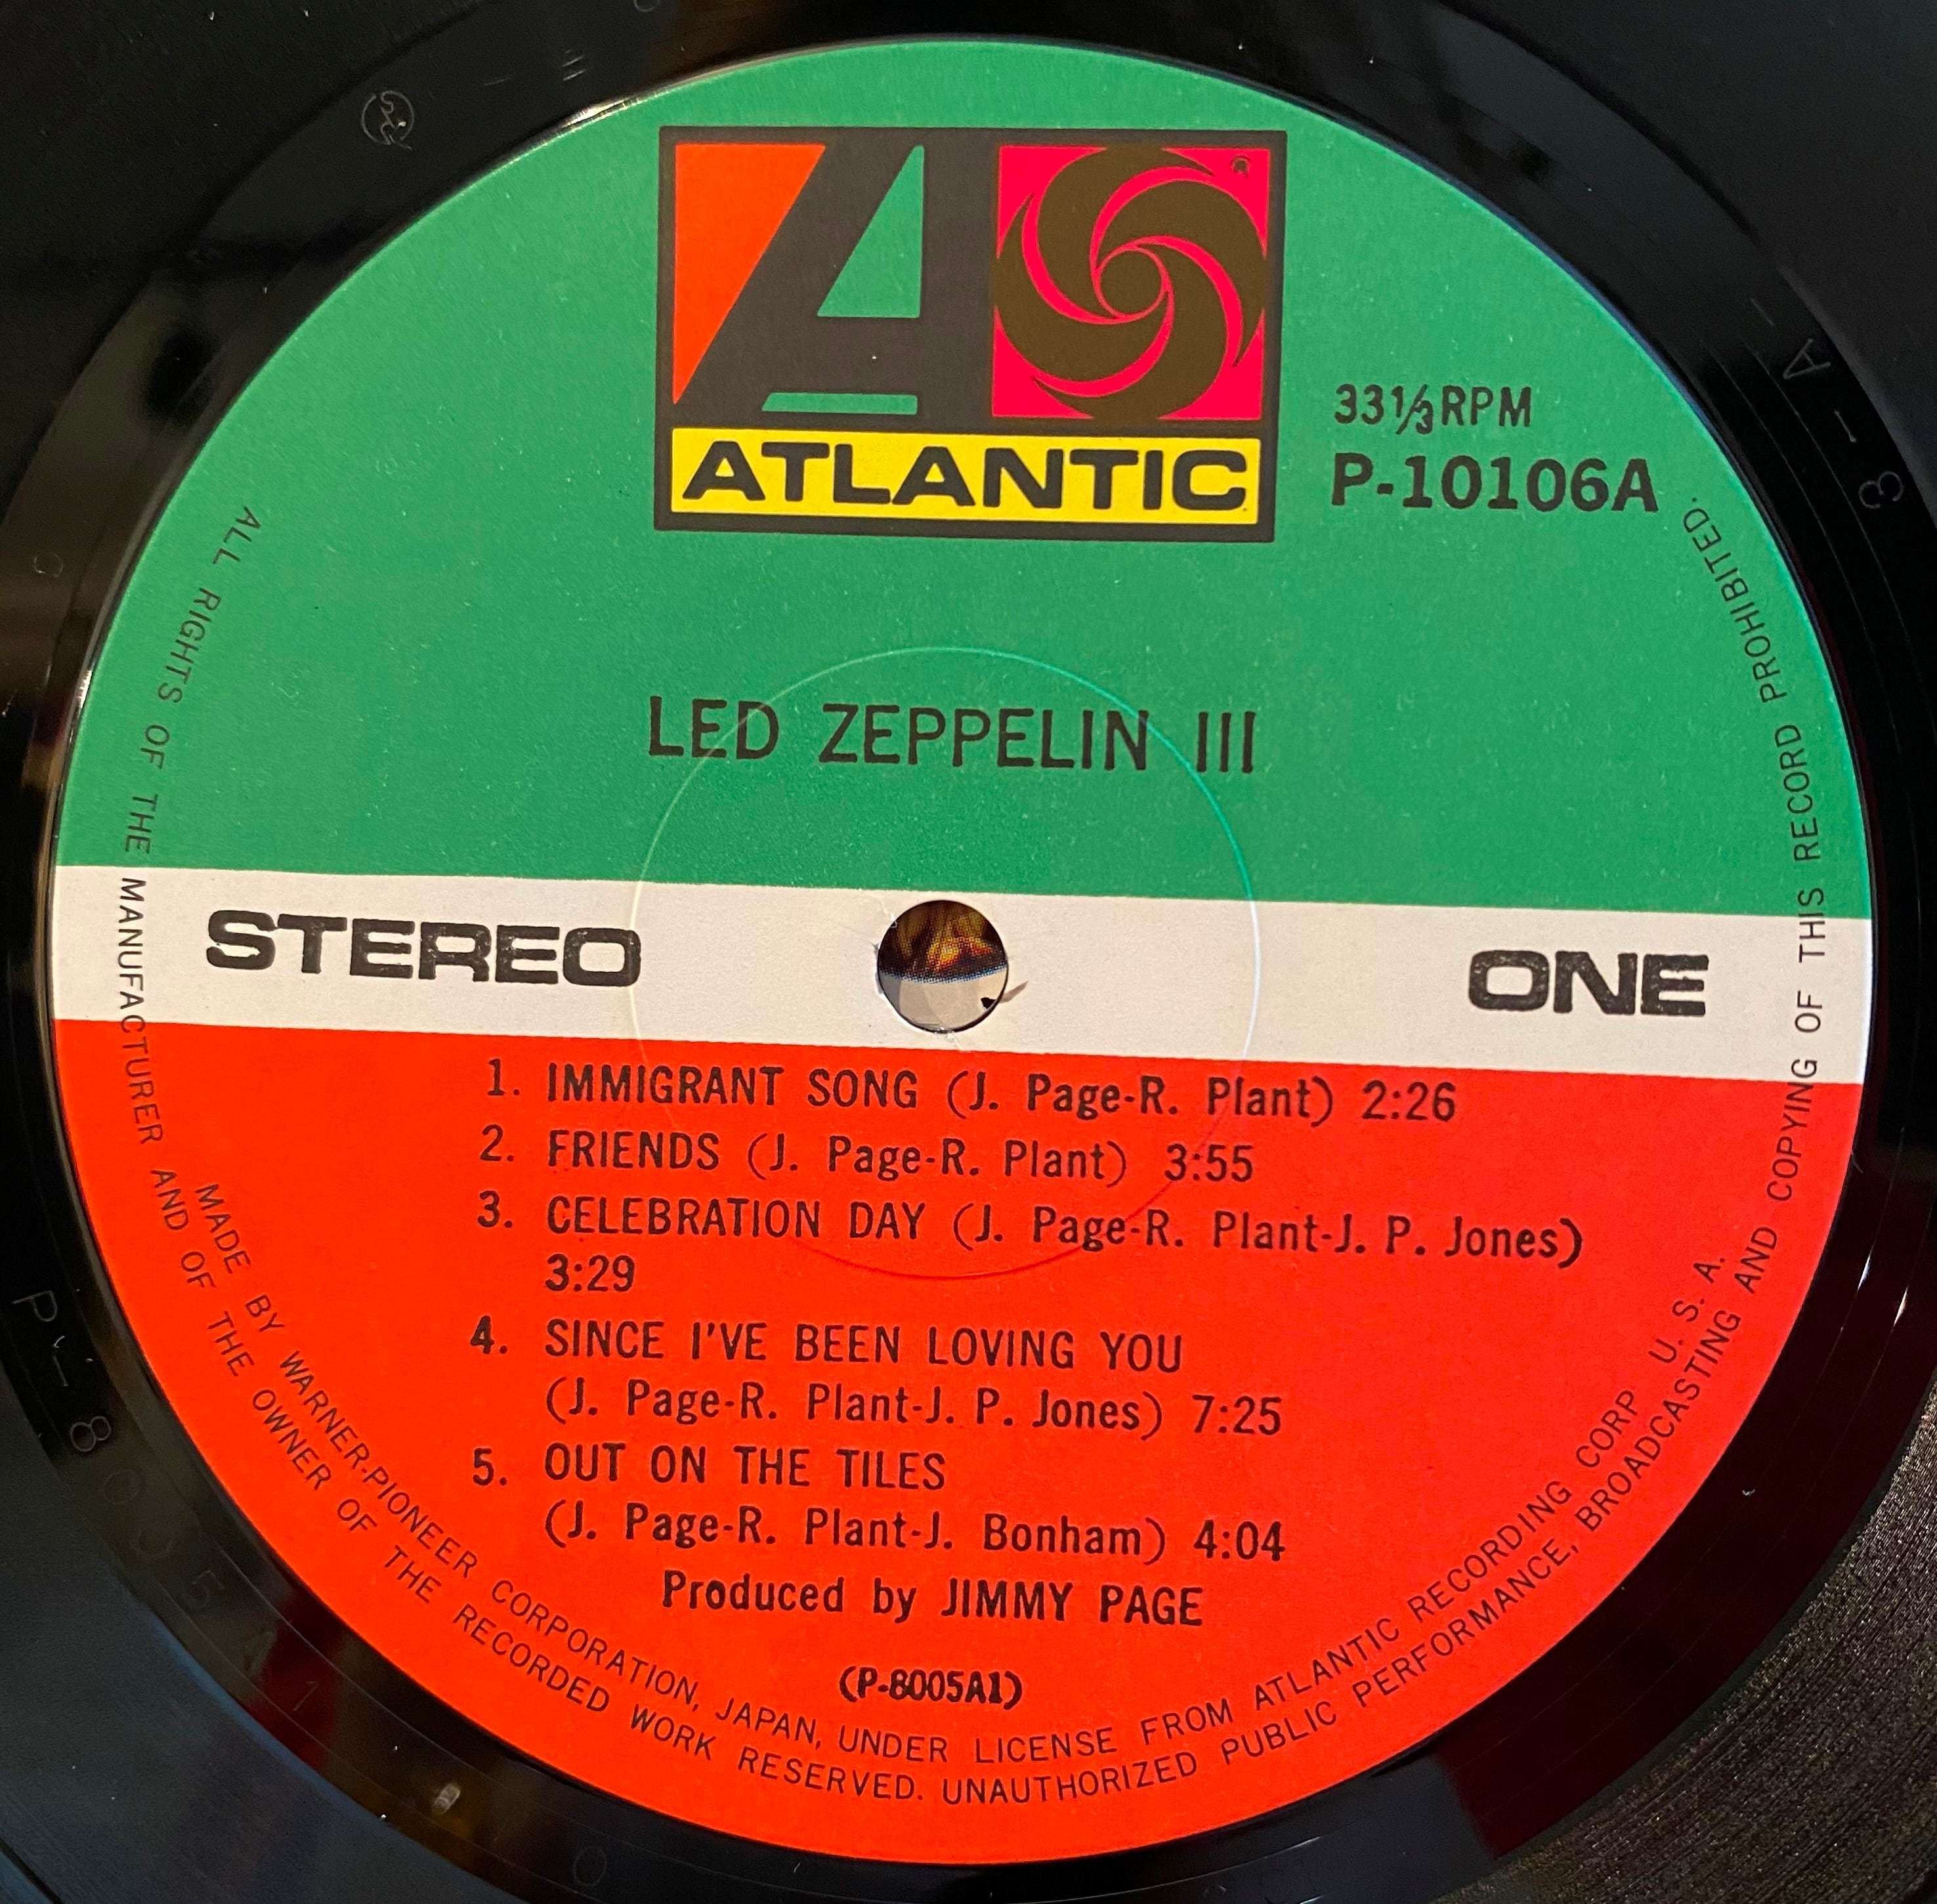 ATLANTIC
®
33⅓RPM
P-10106A
LED ZEPPELIN III
STEREO
ONE
1. IMMIGRANT SONG (J. Page-R. Plant) 2:26
2. FRIENDS (J. Page-R. Plant) 3:55
3. CELEBRATION DAY (J. Page-R. Plant-J. P. Jones)
3:29
4. SINCE I'VE BEEN LOVING YOU
(J. Page-R. Plant-J. P. Jones) 7:25
5. OUT ON THE TILES
(J. Page-R. Plant-J. Bonham) 4:04
Produced by JIMMY PAGE
(P-8005A1)
MADE BY WARNER-PIONEER CORPORATION, JAPAN, UNDER LICENSE FROM ATLANTIC RECORDING CORP U. S. A.
ALL RIGHTS OF THE MANUFACTURER AND OF THE OWNER OF THE RECORDED WORK RESERVED. UNAUTHORIZED PUBLIC PERFORMANCE, BROADCASTING AND COPYING OF THIS RECORD PROHIBITED.